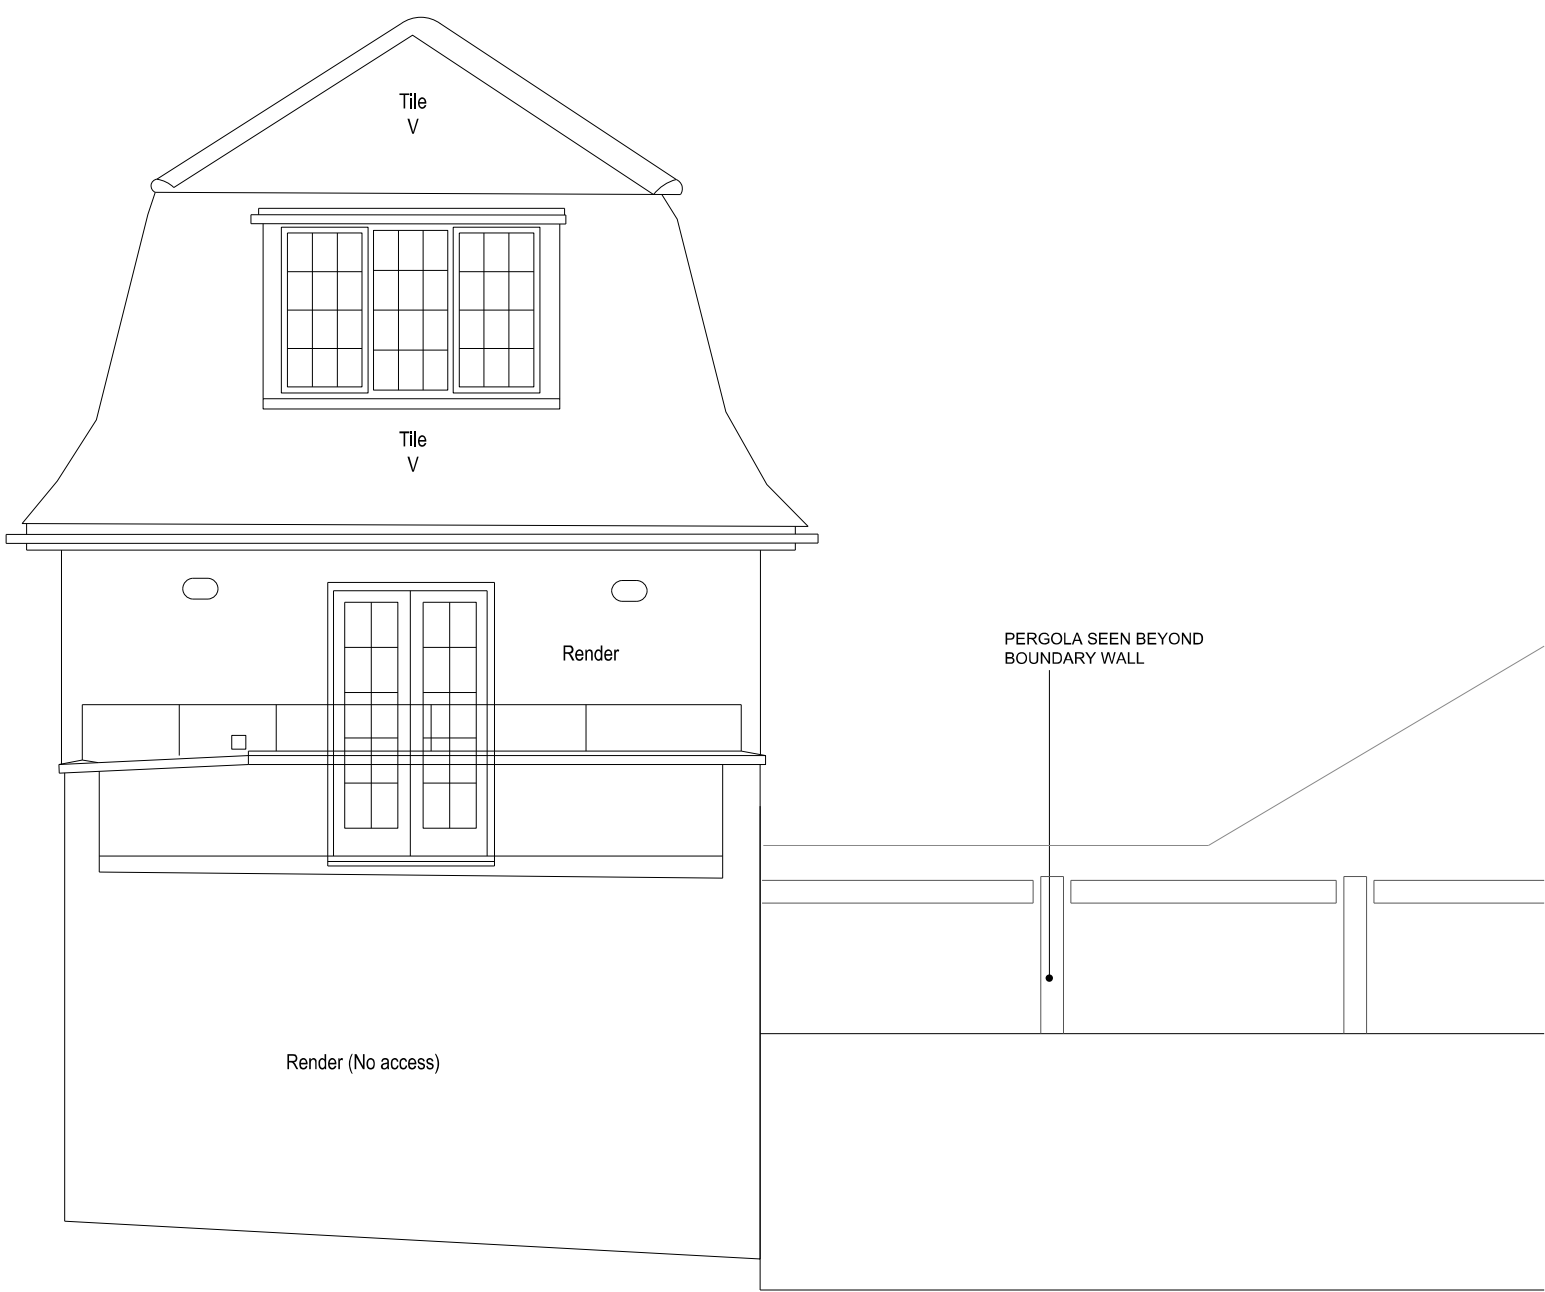 Tile
V
Tile
V
Render
PERGOLA SEEN BEYOND
BOUNDARY WALL
Render (No access)